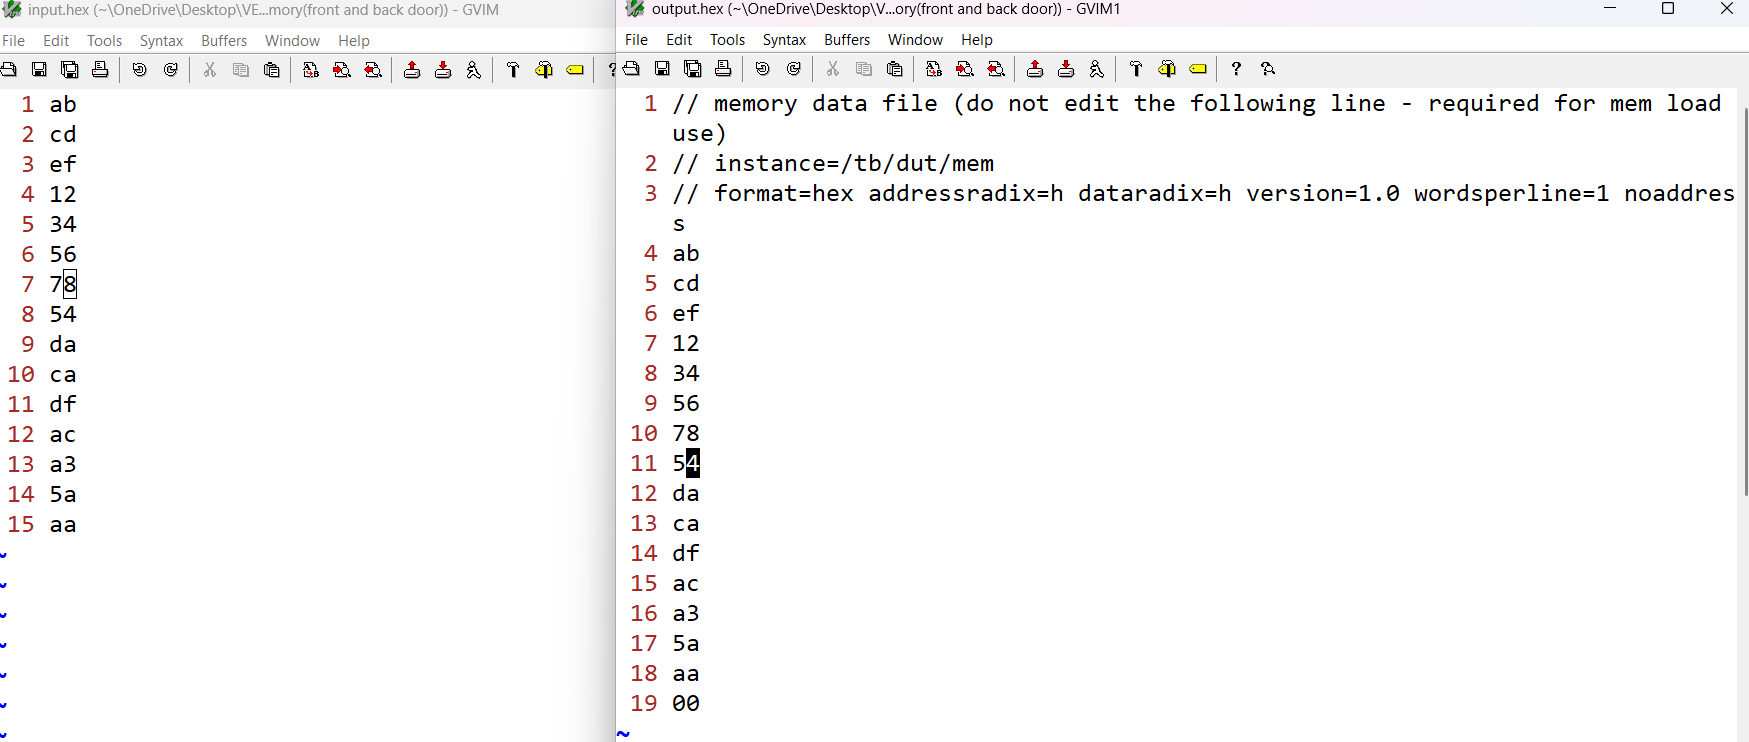 input.hex (~\OneDrive\Desktop\VE...mory(front and back door)) - GVIM
File Edit Tools Syntax Buffers Window Help
1 ab
2 cd
3 ef
4 12
5 34
6 56
7 78
8 54
9 da
10 ca
11 df
12 ac
13 a3
14 5a
15 aa
~
~
~
~
~
~
~
output.hex (~\OneDrive\Desktop\V...ory(front and back door)) - GVIM1
File Edit Tools Syntax Buffers Window Help
1 // memory data file (do not edit the following line - required for mem load
use)
2 // instance=/tb/dut/mem
3 // format=hex addressradix=h dataradix=h version=1.0 wordsperline=1 noaddres
s
4 ab
5 cd
6 ef
7 12
8 34
9 56
10 78
11 54
12 da
13 ca
14 df
15 ac
16 a3
17 5a
18 aa
19 00
~